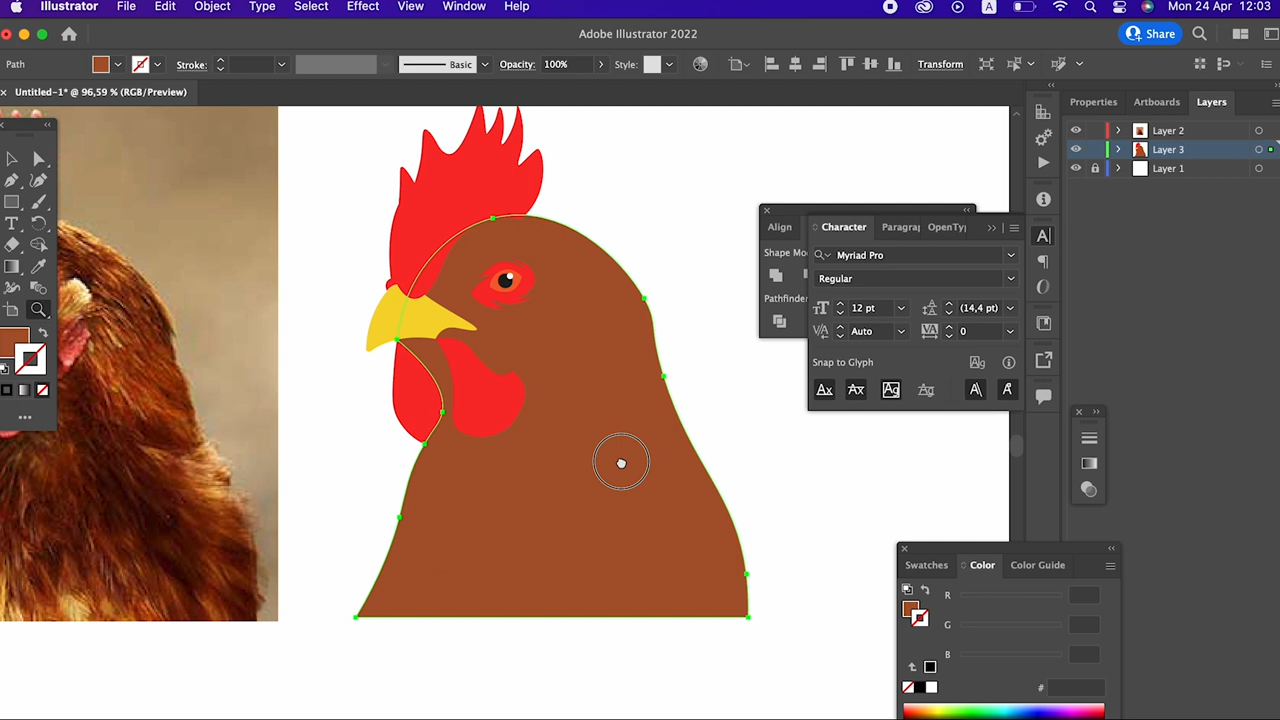 Illustrator File Edit Object Type Select Effect View Window Help A Mon 24 Apr 12:03
Adobe Illustrator 2022 Share
Path Stroke: Basic Opacity: 100% Style: Transform
Untitled-1* @ 96,59 % (RGB/Preview) Properties Artboards Layers
Layer 2
Layer 3
Layer 1
Align Character Paragra OpenTy
Shape Mo Myriad Pro
Regular
Pathfinde
12 pt (14,4 pt)
Auto 0
Snap to Glyph
Swatches Color Color Guide
R
G
B
#